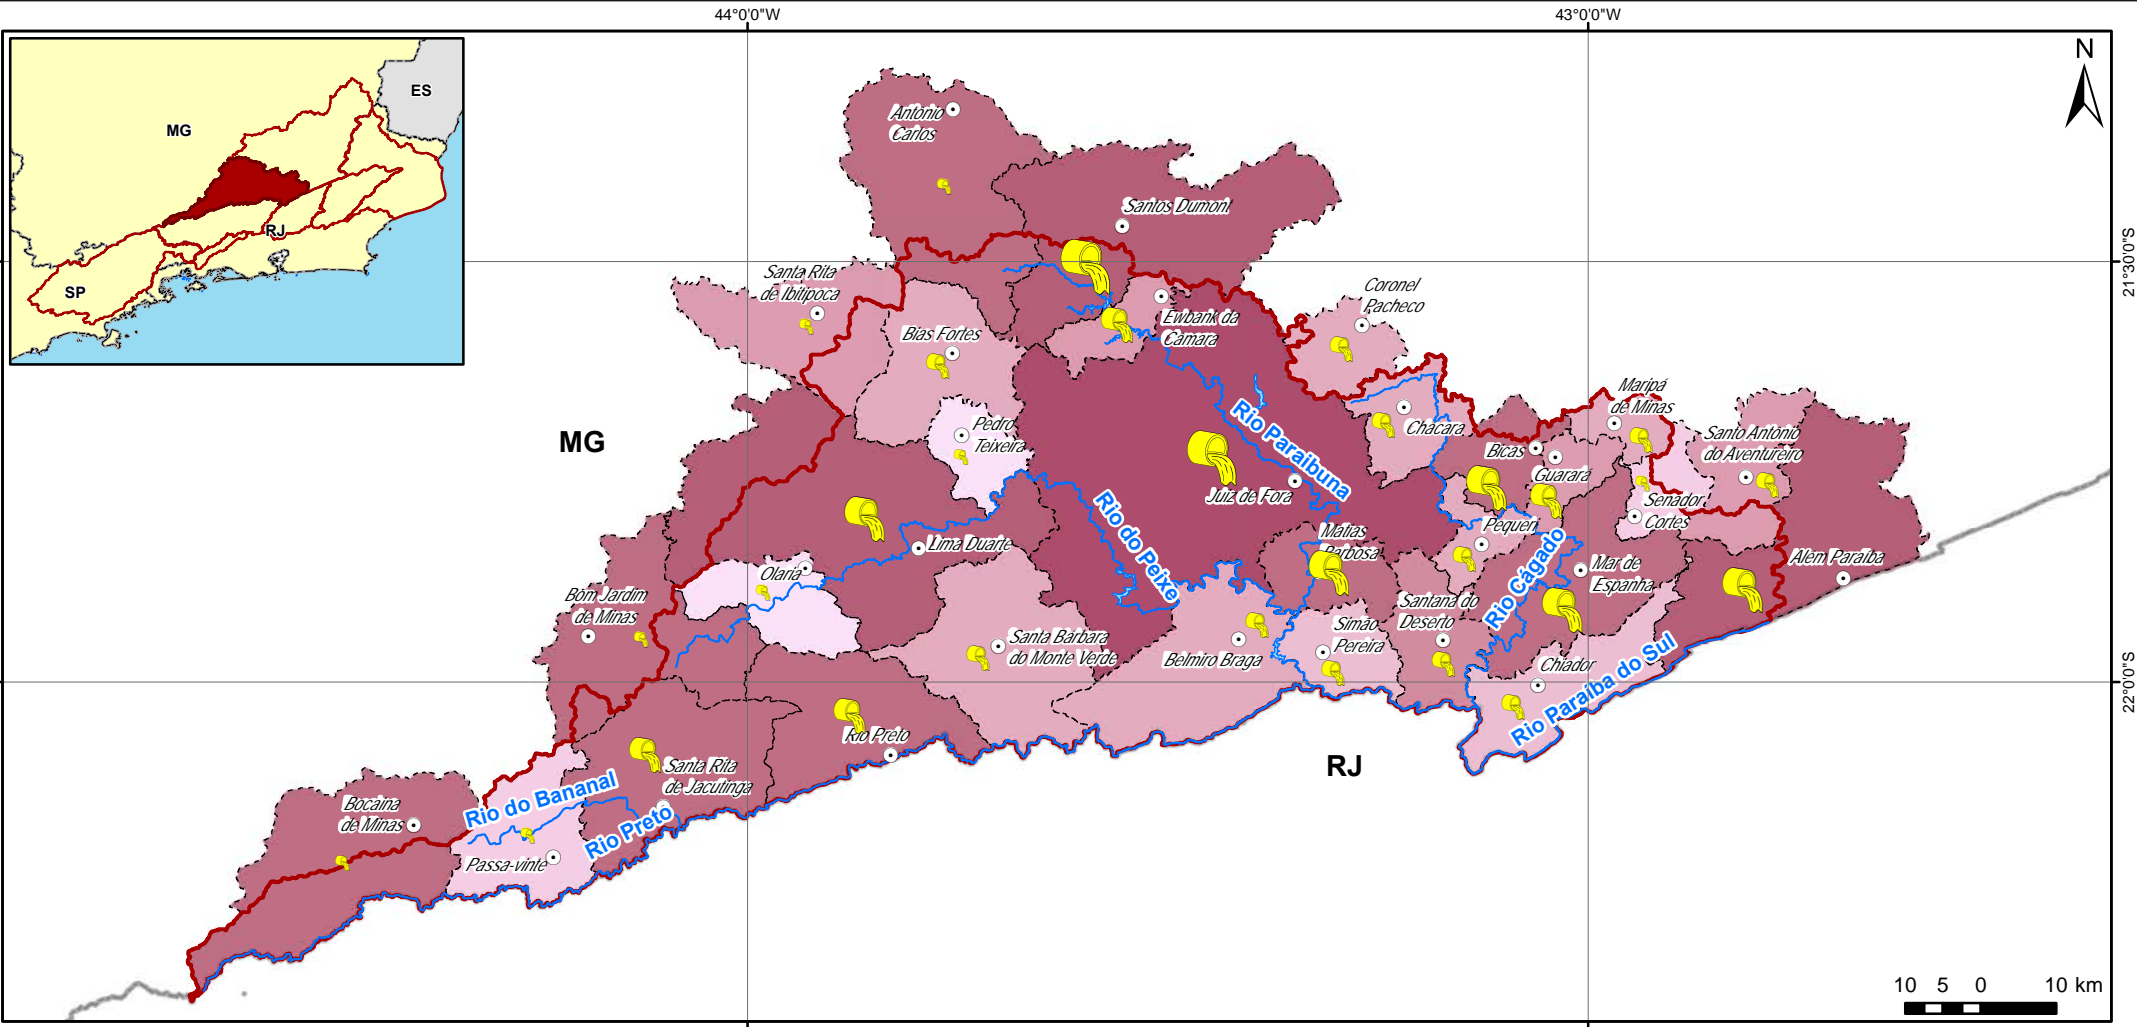 44°0'0"W
43°0'0"W
N
MG
ES
RJ
SP
21°30'0"S
22°0'0"S
Antônio
Carlos
Santos Dumont
Santa Rita
de Ibitipoca
Coronel
Pacheco
Ewbank da
Câmara
Bias Fortes
Pedro
Teixeira
MG
Rio Paraibuna
Chácara
Maripá
de Minas
Bicas
Guarará
Santo Antônio
do Aventureiro
Juiz de Fora
Rio do Peixe
Senador
Cortes
Pequeri
Matias
Barbosa
Lima Duarte
Olaria
Rio Cágado
Mar de
Espanha
Além Paraíba
Bom Jardim
de Minas
Santana do
Deserto
Simão
Pereira
Santa Bárbara
do Monte Verde
Belmiro Braga
Chiador
Rio Paraíba do Sul
Rio Preto
RJ
Santa Rita
de Jacutinga
Rio do Bananal
Bocaina
de Minas
Rio Preto
Passa-vinte
10 5 0 10 km